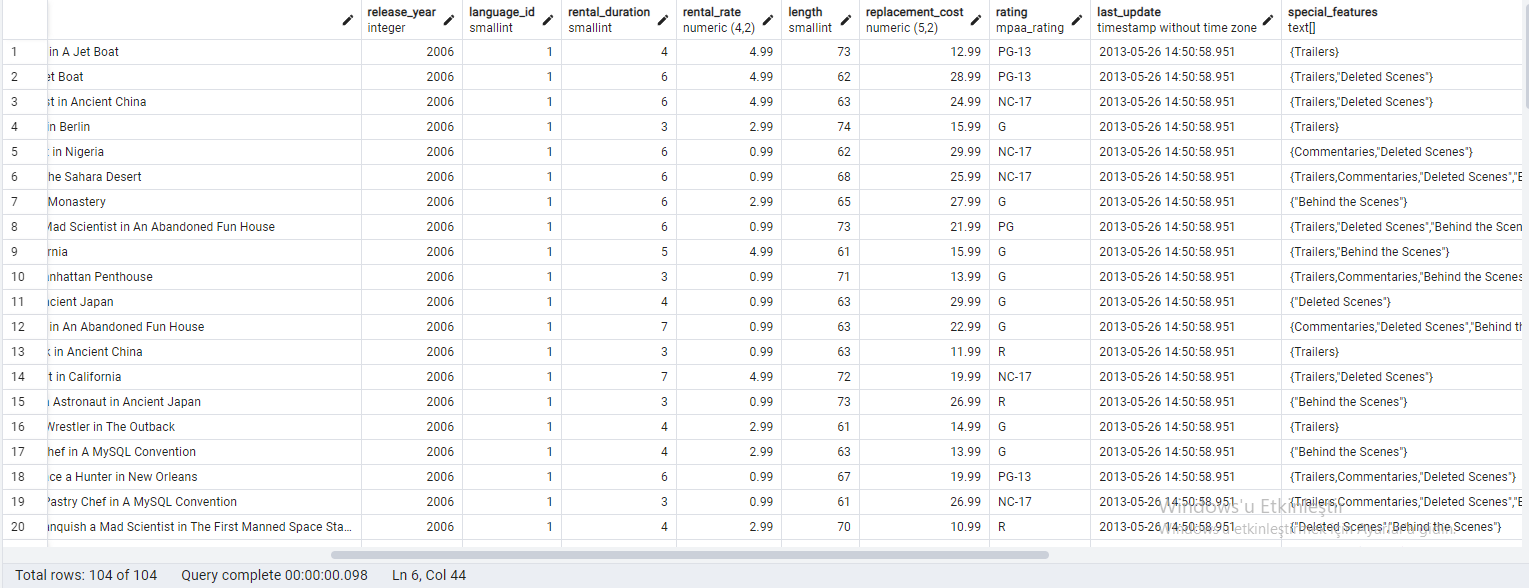 release_year language_id rental_duration rental_rate length replacement_cost rating last_update special_features
integer smallint smallint numeric (4,2) smallint numeric (5,2) mpaa_rating timestamp without time zone text[]
1 in A Jet Boat 2006 1 4 4.99 73 12.99 PG-13 2013-05-26 14:50:58.951 {Trailers}
2 Boat 2006 1 6 4.99 62 28.99 PG-13 2013-05-26 14:50:58.951 {Trailers,"Deleted Scenes"}
3 in Ancient China 2006 1 6 4.99 63 24.99 NC-17 2013-05-26 14:50:58.951 {Trailers,"Deleted Scenes"}
4 in Berlin 2006 1 3 2.99 74 15.99 G 2013-05-26 14:50:58.951 {Trailers}
5 in Nigeria 2006 1 6 0.99 62 29.99 NC-17 2013-05-26 14:50:58.951 {Commentaries,"Deleted Scenes"}
6 he Sahara Desert 2006 1 6 0.99 68 25.99 NC-17 2013-05-26 14:50:58.951 {Trailers,Commentaries,"Deleted Scenes","
7 Monastery 2006 1 6 2.99 65 27.99 G 2013-05-26 14:50:58.951 {"Behind the Scenes"}
8 Mad Scientist in An Abandoned Fun House 2006 1 6 0.99 73 21.99 PG 2013-05-26 14:50:58.951 {Trailers,"Deleted Scenes","Behind the Scen
9 rnia 2006 1 5 4.99 61 15.99 G 2013-05-26 14:50:58.951 {Trailers,"Behind the Scenes"}
10 nhattan Penthouse 2006 1 3 0.99 71 13.99 G 2013-05-26 14:50:58.951 {Trailers,Commentaries,"Behind the Scenes
11 cient Japan 2006 1 4 0.99 63 29.99 G 2013-05-26 14:50:58.951 {"Deleted Scenes"}
12 in An Abandoned Fun House 2006 1 7 0.99 63 22.99 G 2013-05-26 14:50:58.951 {Commentaries,"Deleted Scenes","Behind th
13 in Ancient China 2006 1 3 0.99 63 11.99 R 2013-05-26 14:50:58.951 {Trailers}
14 t in California 2006 1 7 4.99 72 19.99 NC-17 2013-05-26 14:50:58.951 {Trailers,"Deleted Scenes"}
15 Astronaut in Ancient Japan 2006 1 3 0.99 73 26.99 R 2013-05-26 14:50:58.951 {"Behind the Scenes"}
16 Wrestler in The Outback 2006 1 4 2.99 61 14.99 G 2013-05-26 14:50:58.951 {Trailers}
17 hef in A MySQL Convention 2006 1 4 2.99 63 13.99 G 2013-05-26 14:50:58.951 {"Behind the Scenes"}
18 ce a Hunter in New Orleans 2006 1 6 0.99 67 19.99 PG-13 2013-05-26 14:50:58.951 {Trailers,Commentaries,"Deleted Scenes"}
19 Pastry Chef in A MySQL Convention 2006 1 3 0.99 61 26.99 NC-17 2013-05-26 14:50:58.951 {Trailers,Commentaries,"Deleted Scenes","
Windows'u Etkinleştir
20 nquish a Mad Scientist in The First Manned Space Sta... 2006 1 4 2.99 70 10.99 R 2013-05-26 14:50:58.951 {"Deleted Scenes","Behind the Scenes"}
Windows'u etkinleştirmek için Ayarlar'a gidin.
Total rows: 104 of 104 Query complete 00:00:00.098 Ln 6, Col 44